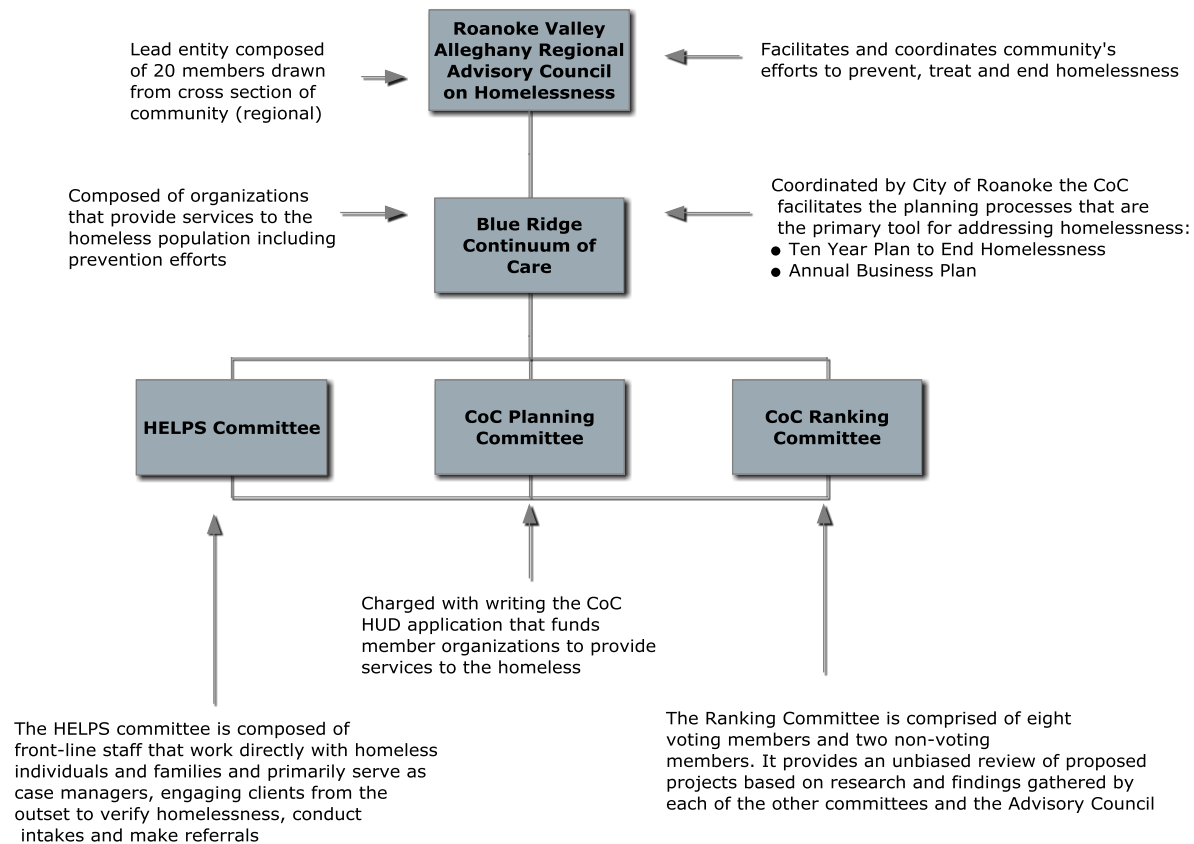 Roanoke Valley
Alleghany Regional
Advisory Council
on Homelessness
Lead entity composed
of 20 members drawn
from cross section of
community (regional)
Facilitates and coordinates community's
efforts to prevent, treat and end homelessness
Composed of organizations
that provide services to the
homeless population including
prevention efforts
Blue Ridge
Continuum of
Care
Coordinated by City of Roanoke the CoC
facilitates the planning processes that are
the primary tool for addressing homelessness:
● Ten Year Plan to End Homelessness
● Annual Business Plan
HELPS Committee
CoC Planning
Committee
CoC Ranking
Committee
Charged with writing the CoC
HUD application that funds
member organizations to provide
services to the homeless
The HELPS committee is composed of
front-line staff that work directly with homeless
individuals and families and primarily serve as
case managers, engaging clients from the
outset to verify homelessness, conduct
intakes and make referrals
The Ranking Committee is comprised of eight
voting members and two non-voting
members. It provides an unbiased review of proposed
projects based on research and findings gathered by
each of the other committees and the Advisory Council